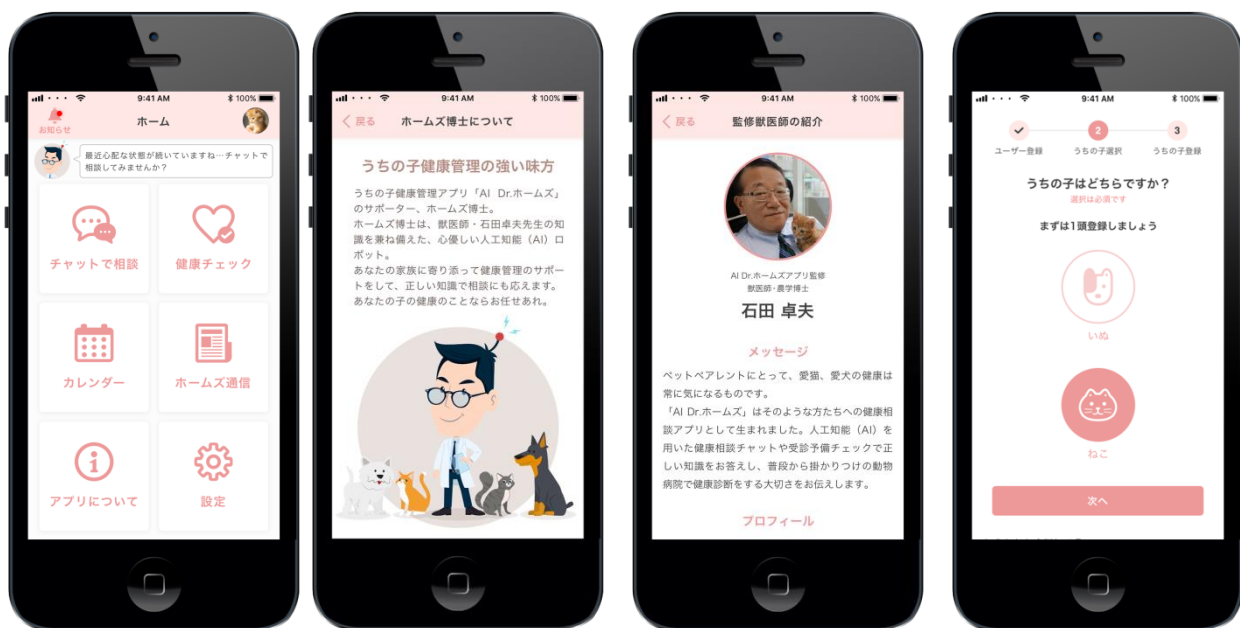 9:41 AM
100%
お知らせ
ホーム
最近心配な状態が続いていますね…チャットで
相談してみませんか？
チャットで相談
健康チェック
カレンダー
ホームズ通信
アプリについて
設定
9:41 AM
100%
戻る
ホームズ博士について
うちの子健康管理の強い味方
うちの子健康管理アプリ「AI Dr.ホームズ」
のサポーター、ホームズ博士。
ホームズ博士は、獣医師・石田卓夫先生の知
識を兼ね備えた、心優しい人工知能（AI）ロ
ボット。
あなたの家族に寄り添って健康管理のサポー
トをして、正しい知識で相談にも応えます。
あなたの子の健康のことならお任せあれ。
9:41 AM
100%
戻る
監修獣医師の紹介
AI Dr.ホームズアプリ監修
獣医師・農学博士
石田 卓夫
メッセージ
ペットペアレントにとって、愛猫、愛犬の健康は
常に気になるものです。
「AI Dr.ホームズ」はそのような方たちへの健康相
談アプリとして生まれました。人工知能（AI）を
用いた健康相談チャットや受診予備チェックで正
しい知識をお答えし、普段から掛かりつけの動物
病院で健康診断をする大切さをお伝えします。
プロフィール
9:41 AM
100%
2
3
ユーザー登録
うちの子選択
うちの子登録
うちの子はどちらですか？
選択は必須です
まずは1頭登録しましょう
いぬ
ねこ
次へ